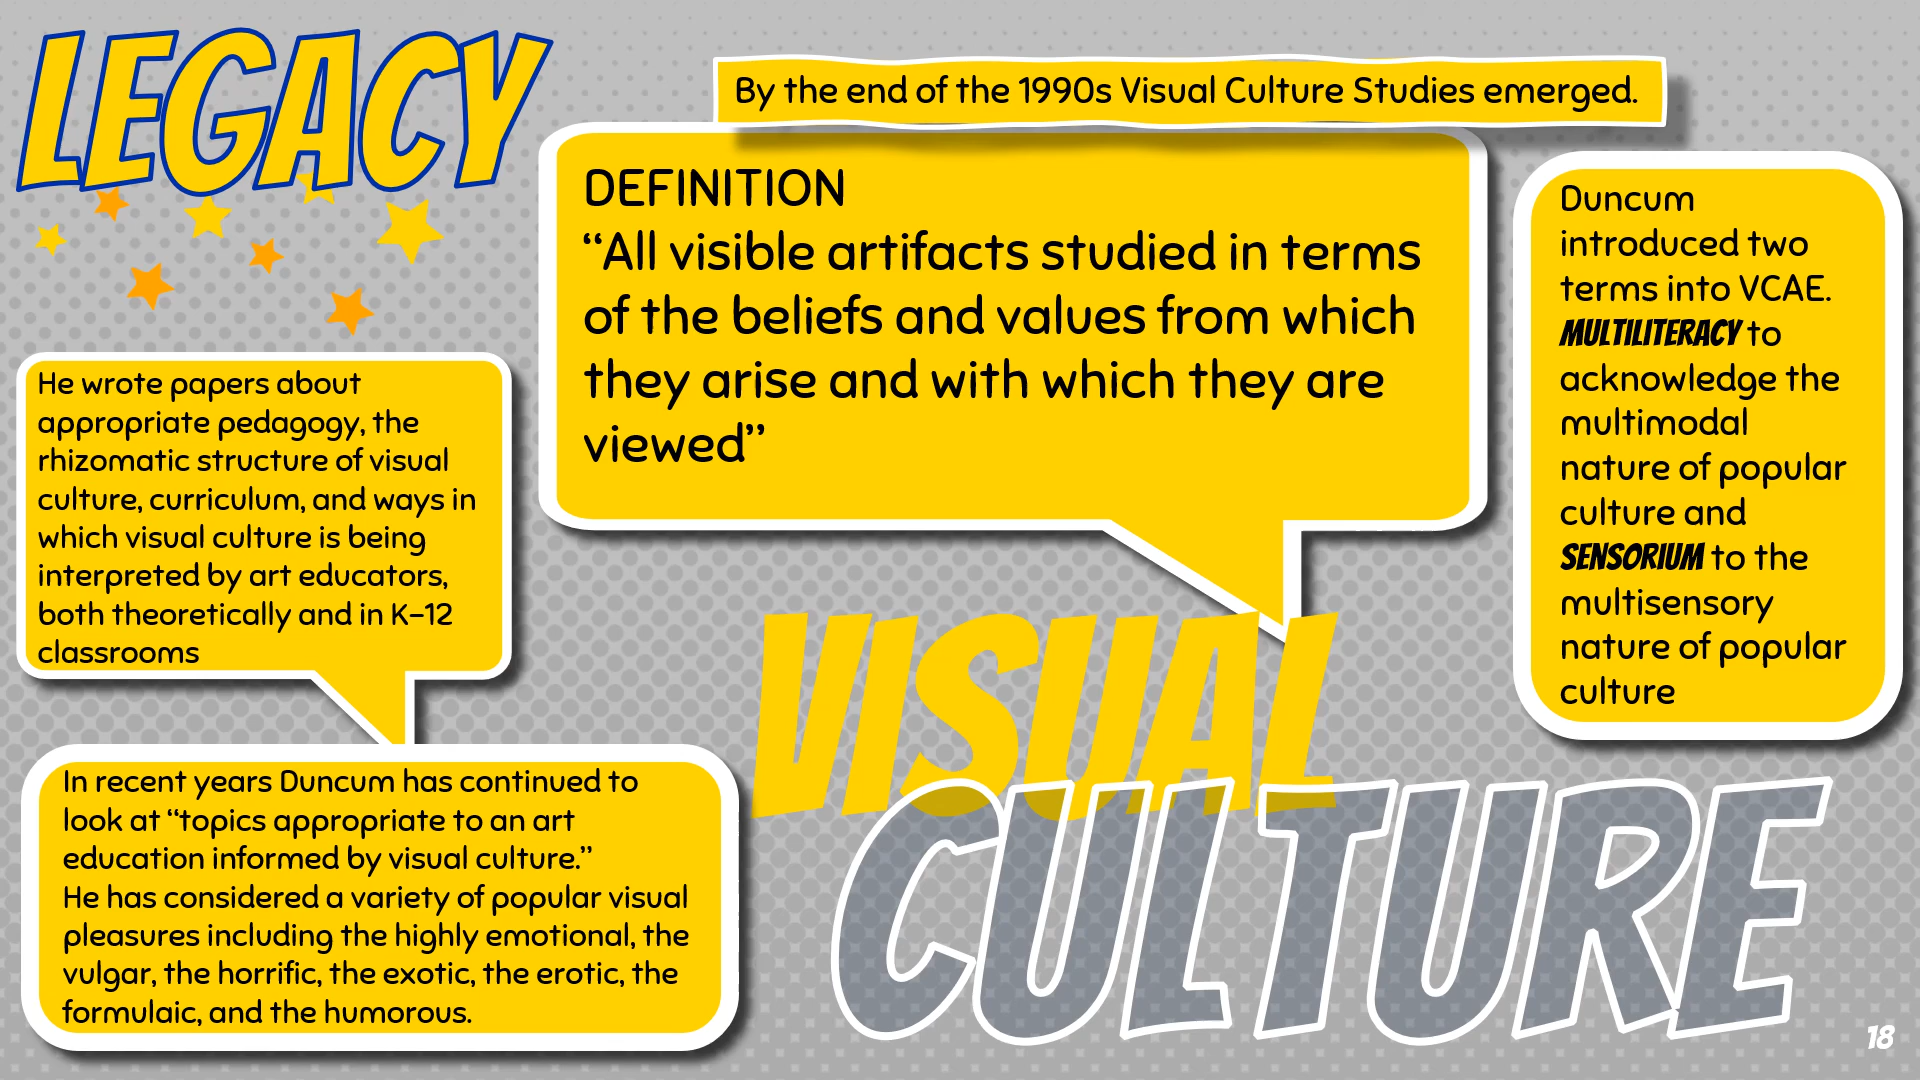 LEGACY
By the end of the 1990s Visual Culture Studies emerged.
DEFINITION
“All visible artifacts studied in terms
of the beliefs and values from which
they arise and with which they are
viewed”
Duncum
introduced two
terms into VCAE.
MULTILITERACY to
acknowledge the
multimodal
nature of popular
culture and
SENSORIUM to the
multisensory
nature of popular
culture
He wrote papers about
appropriate pedagogy, the
rhizomatic structure of visual
culture, curriculum, and ways in
which visual culture is being
interpreted by art educators,
both theoretically and in K–12
classrooms
In recent years Duncum has continued to
look at “topics appropriate to an art
education informed by visual culture.”
He has considered a variety of popular visual
pleasures including the highly emotional, the
vulgar, the horrific, the exotic, the erotic, the
formulaic, and the humorous.
VISUAL
CULTURE
18